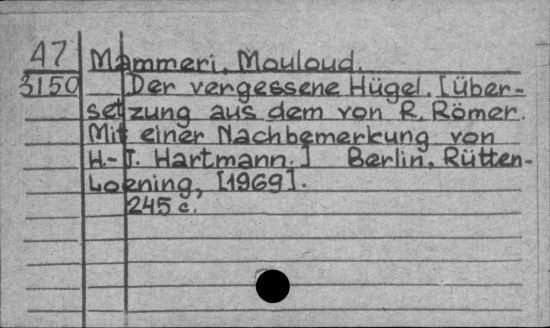 47 Mammeri, Mouloud.
3150 Der vergessene Hügel. [Über-
setzung aus dem von R. Römer.
Mit einer Nachbemerkung von
H.-J. Hartmann.] Berlin, Rütten-
Loening, [1969].
245 c.